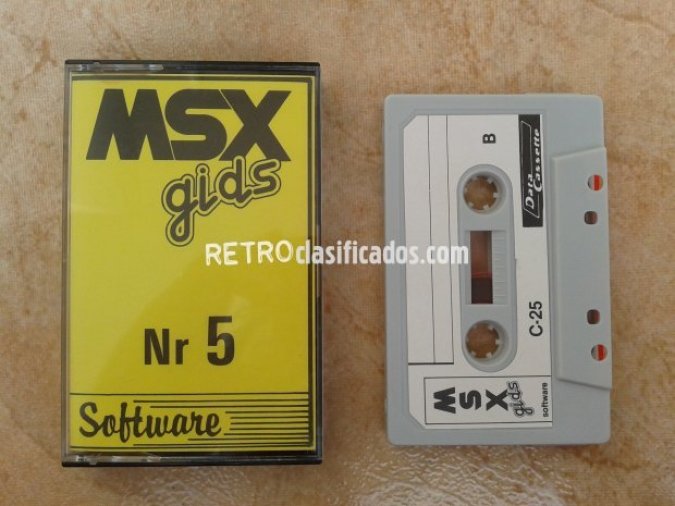 MSX
gids
Nr 5
Software
RETROclasificados.com
B
Data
Cassette
C-25
MSX
gids
software